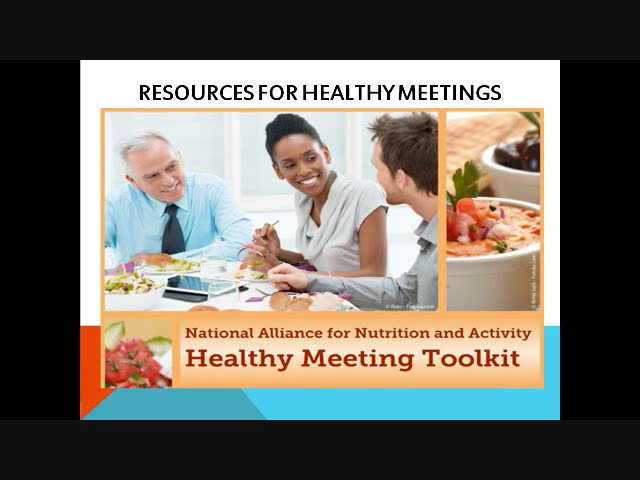 RESOURCES FOR HEALTHY MEETINGS
National Alliance for Nutrition and Activity
Healthy Meeting Toolkit